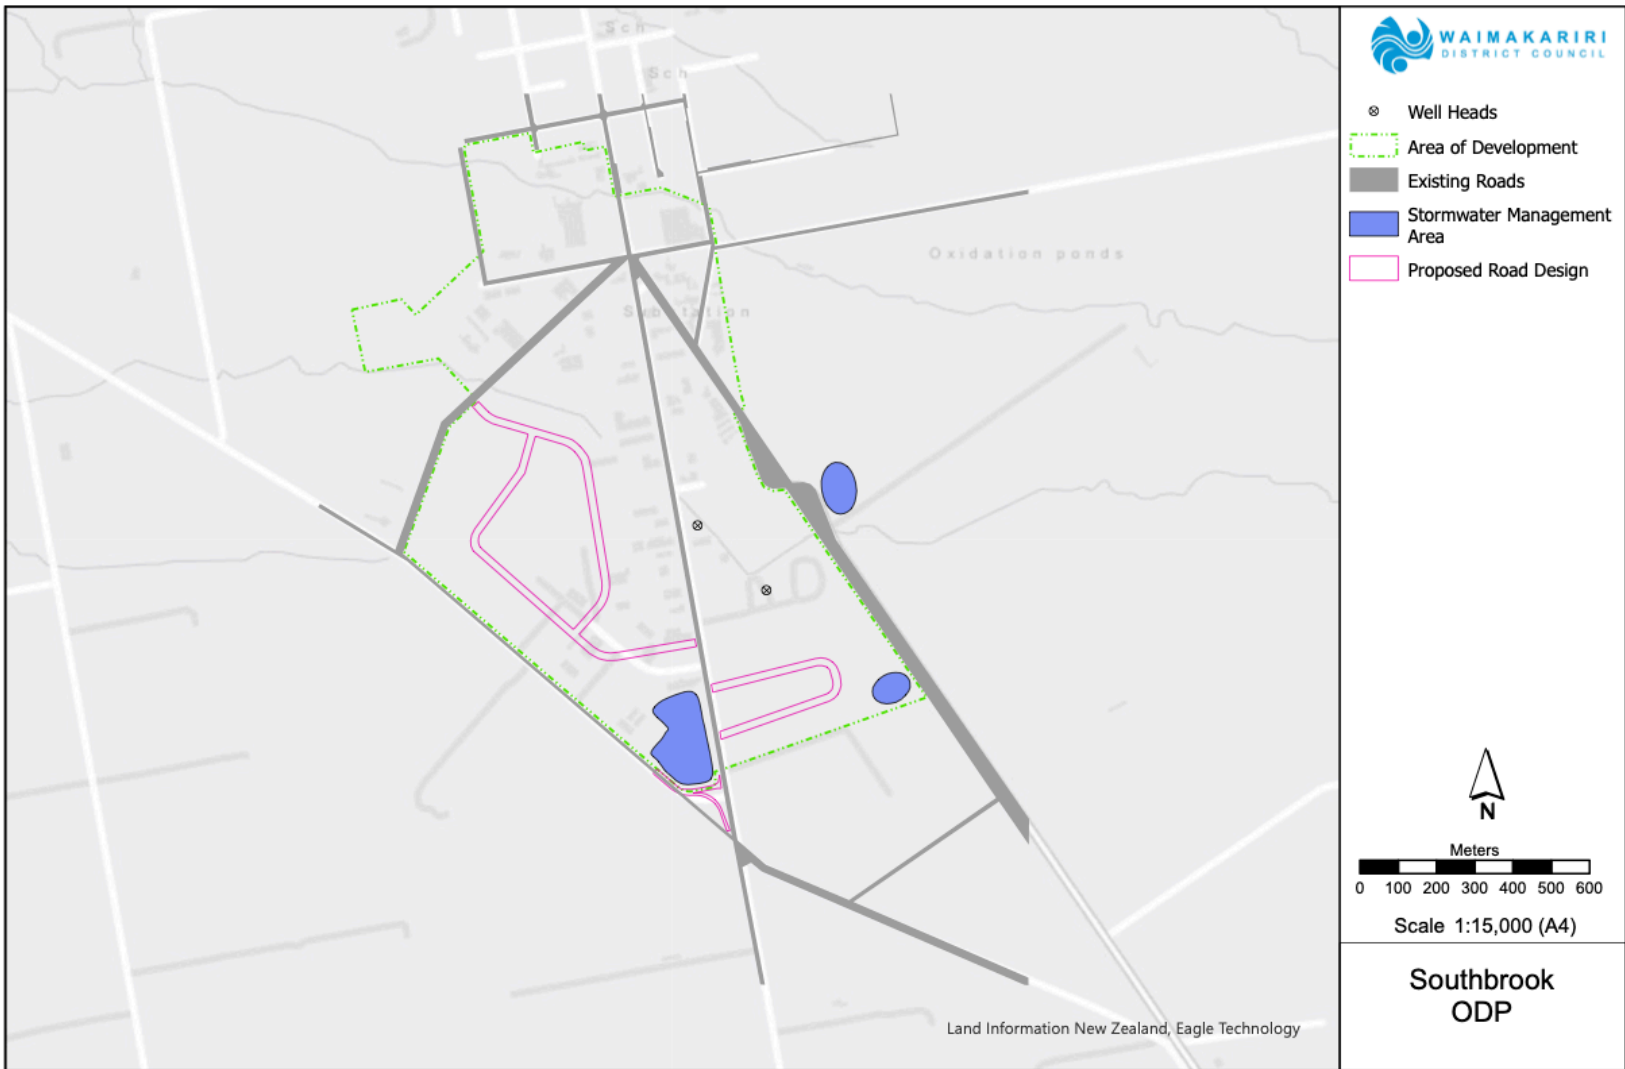 Sch
Sch
Oxidation ponds
Substation
Land Information New Zealand, Eagle Technology
WAIMAKARIRI
DISTRICT COUNCIL
Well Heads
Area of Development
Existing Roads
Stormwater Management
Area
Proposed Road Design
N
Meters
0 100 200 300 400 500 600
Scale 1:15,000 (A4)
Southbrook
ODP